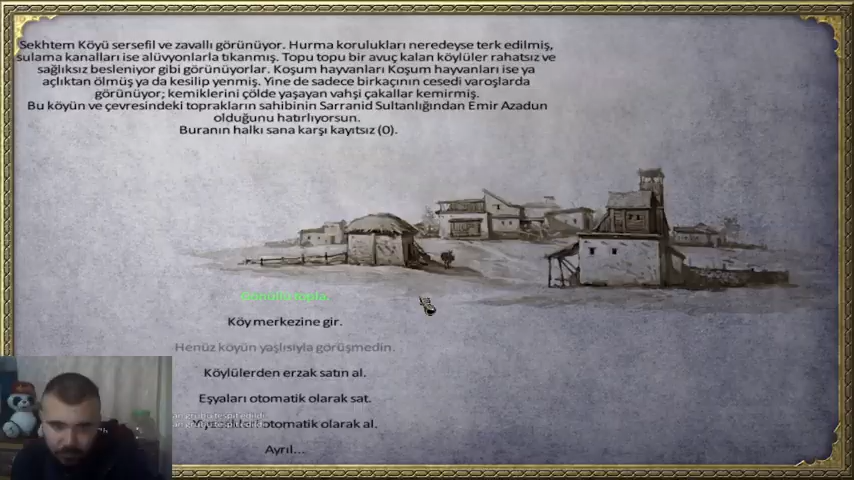 Sekhtem Köyü sersefil ve zavallı görünüyor. Hurma korulukları neredeyse terk edilmiş,
sulama kanalları ise alüvyonlarla tıkanmış. Topu topu bir avuç kalan köylüler rahatsız ve
sağlıksız besleniyor gibi görünüyorlar. Koşum hayvanları Koşum hayvanları ise ya
açlıktan ölmüş ya da kesilip yenmiş. Yine de sadece birkaçının cesedi varoşlarda
görünüyor; kemiklerini çölde yaşayan vahşi çakallar kemirmiş.
Bu köyün ve çevresindeki toprakların sahibinin Sarranid Sultanlığından Emir Azadun
olduğunu hatırlıyorsun.
Buranın halkı sana karşı kayıtsız (0).
Gönüllü topla.
Köy merkezine gir.
Henüz köyün yaşlısıyla görüşmedin.
Köylülerden erzak satın al.
Eşyaları otomatik olarak sat.
otomatik olarak al.
Ayrıl...